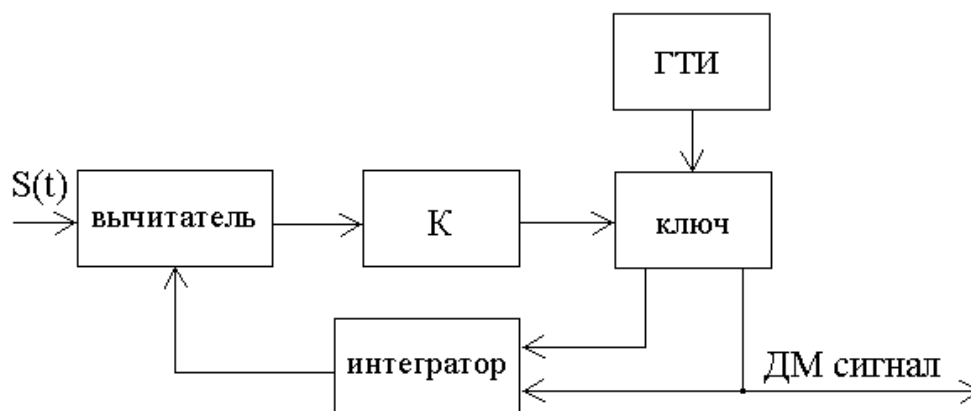 ГТИ
S(t)
вычитатель
К
ключ
интегратор
ДМ сигнал